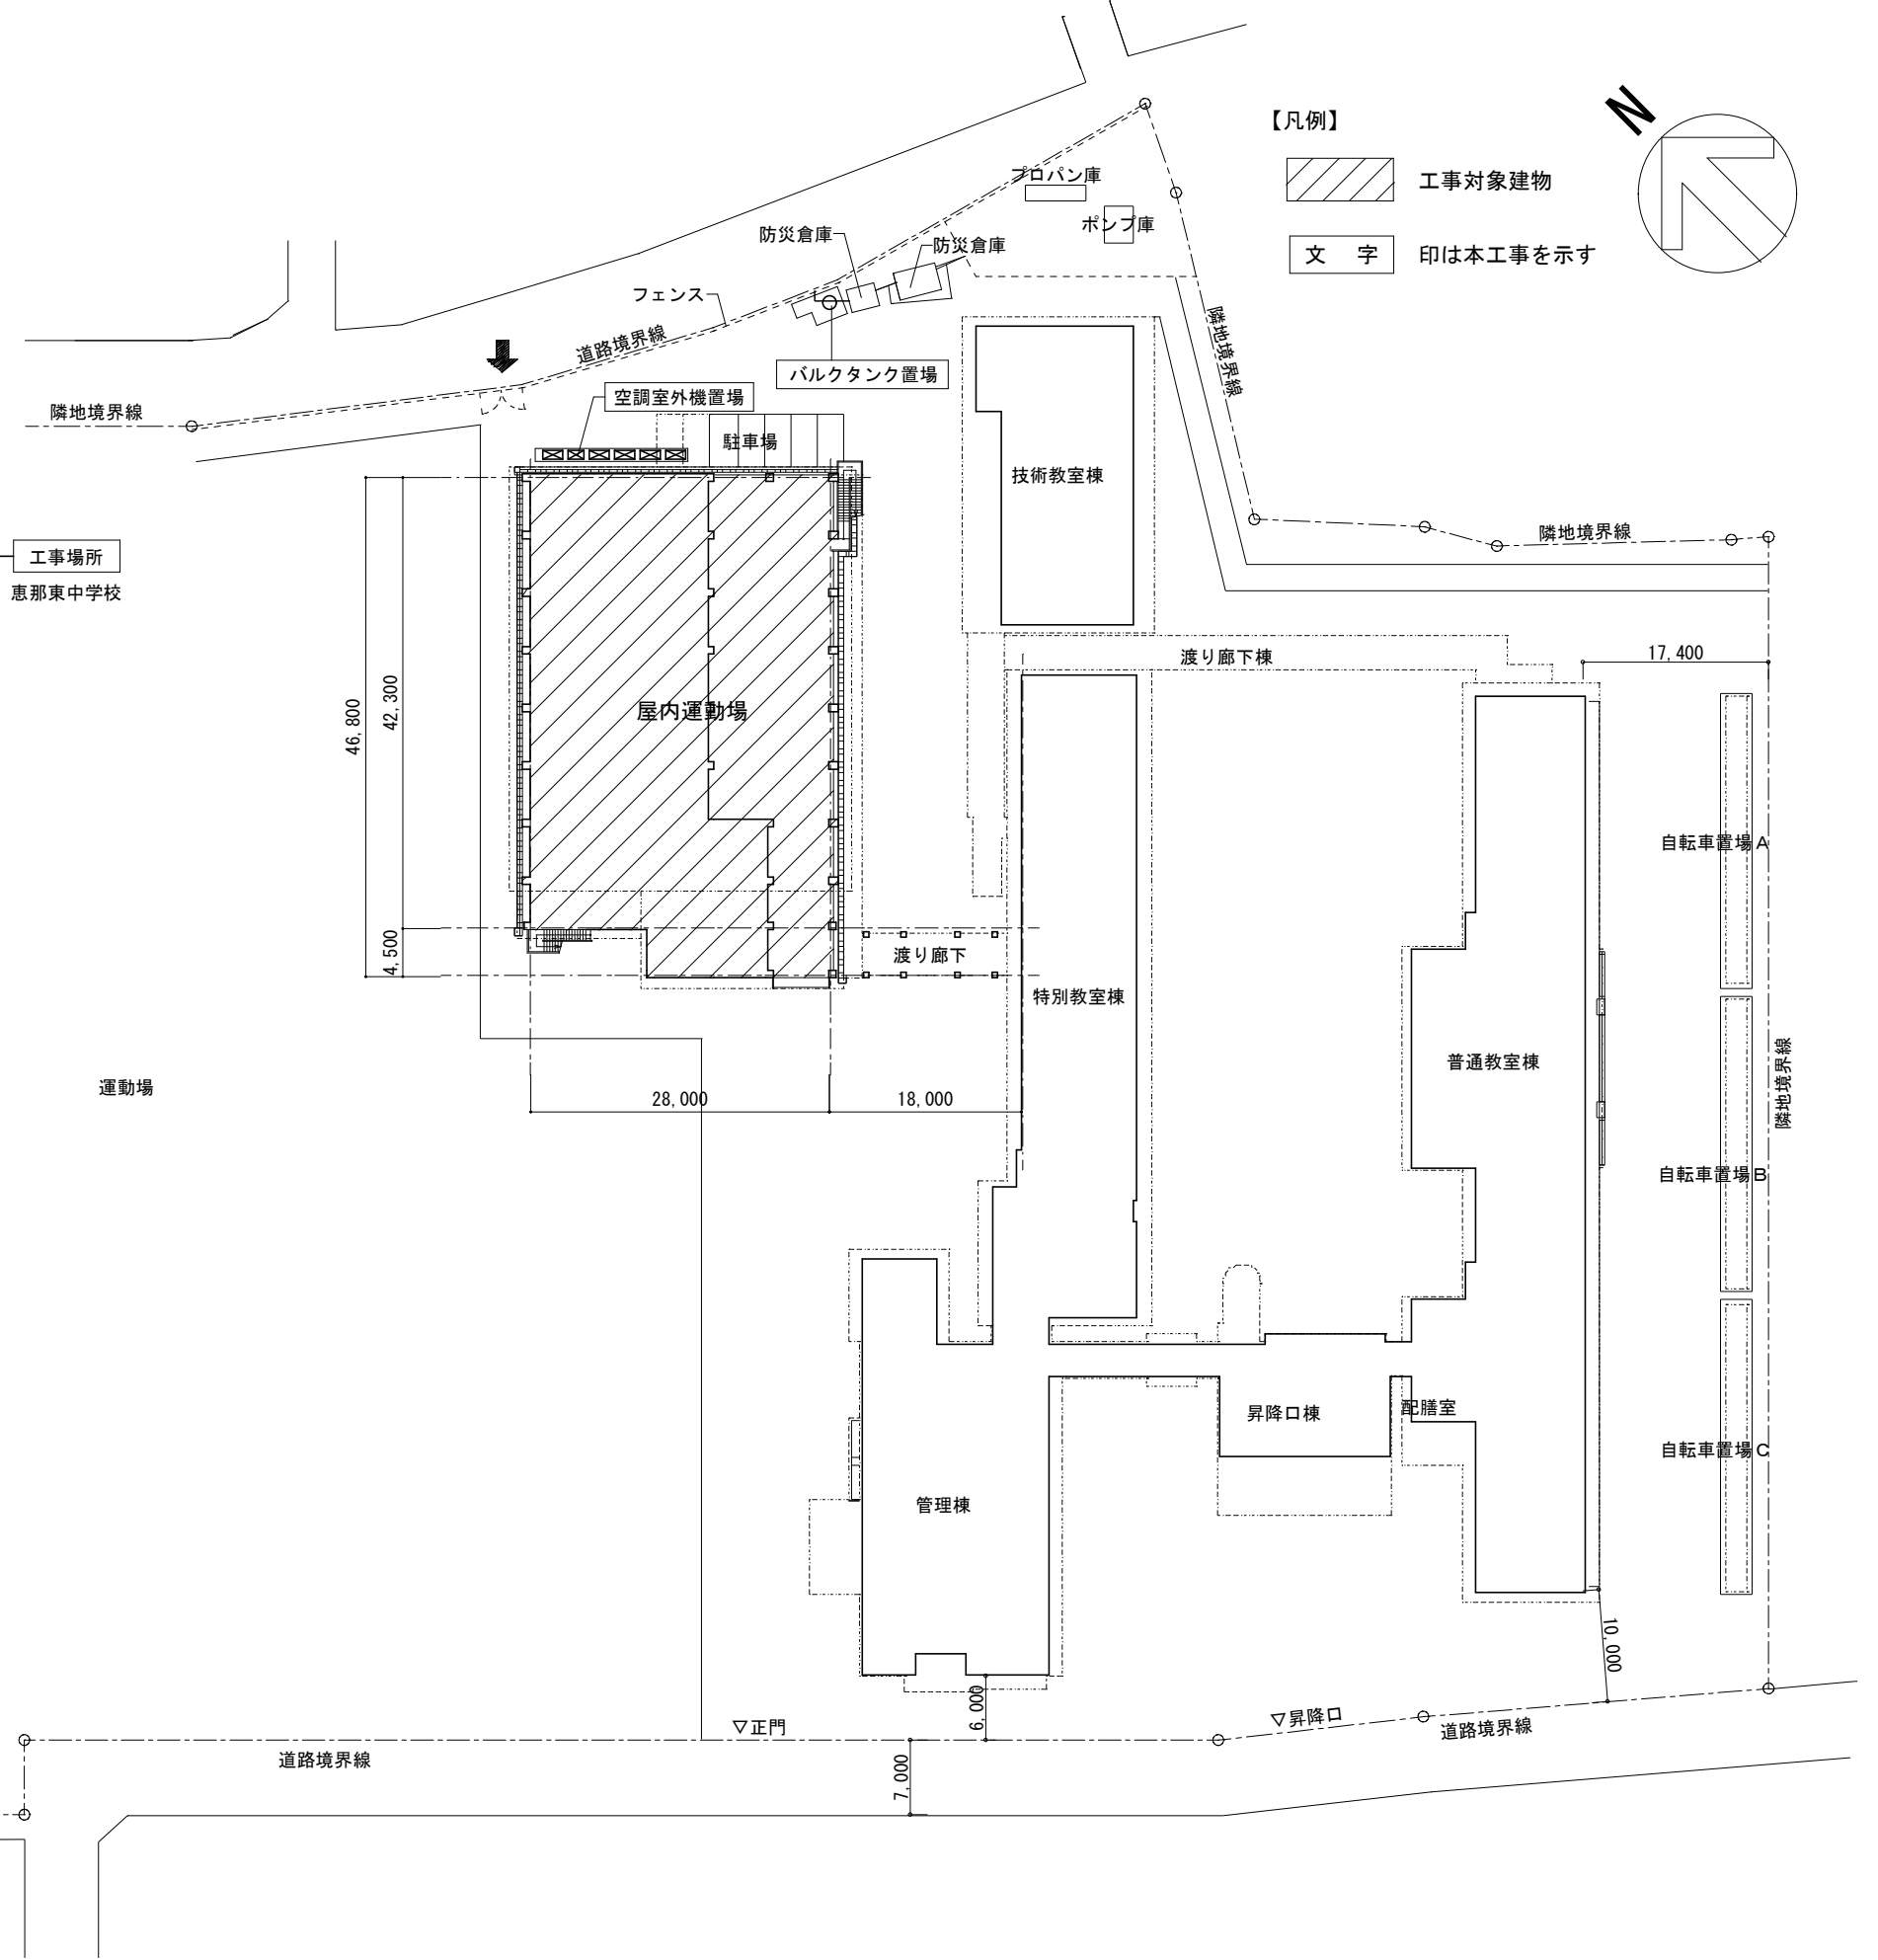 N
【凡例】
工事対象建物
文　字
印は本工事を示す
プロパン庫
ポンプ庫
防災倉庫
防災倉庫
フェンス
道路境界線
隣地境界線
バルクタンク置場
空調室外機置場
隣地境界線
駐車場
技術教室棟
隣地境界線
工事場所
恵那東中学校
渡り廊下棟
17,400
屋内運動場
46,800
42,300
4,500
自転車置場A
渡り廊下
特別教室棟
普通教室棟
隣地境界線
運動場
28,000
18,000
自転車置場B
昇降口棟
配膳室
自転車置場C
管理棟
10,000
6,000
▽正門
▽昇降口
道路境界線
道路境界線
7,000